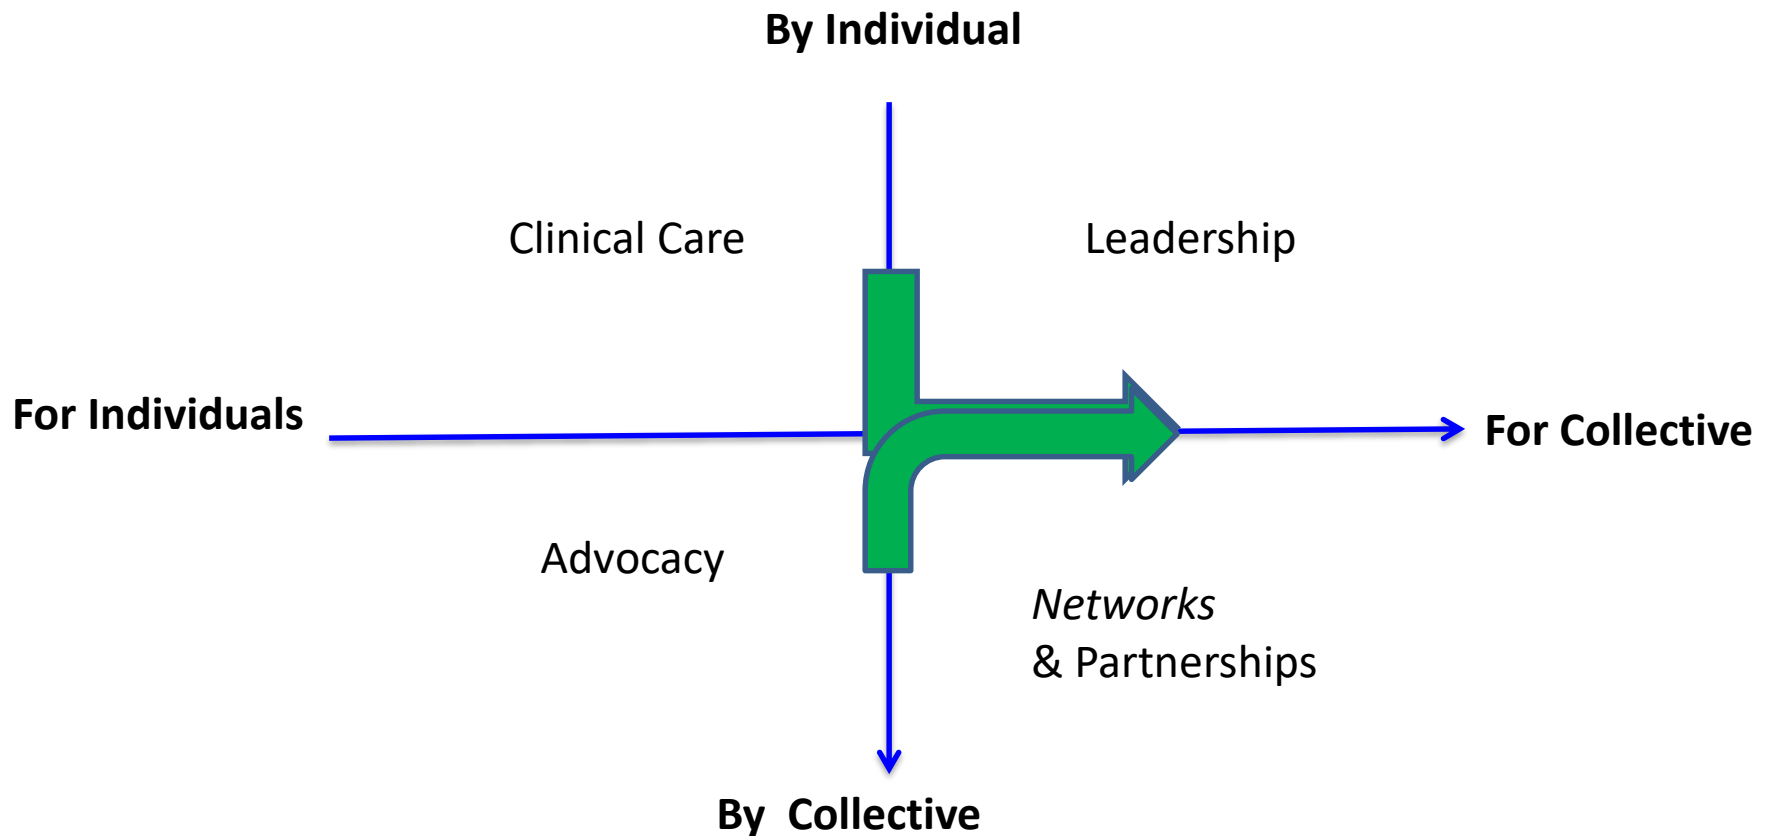 By Individual
Clinical Care
Leadership
For Individuals
For Collective
Advocacy
Networks
& Partnerships
By  Collective